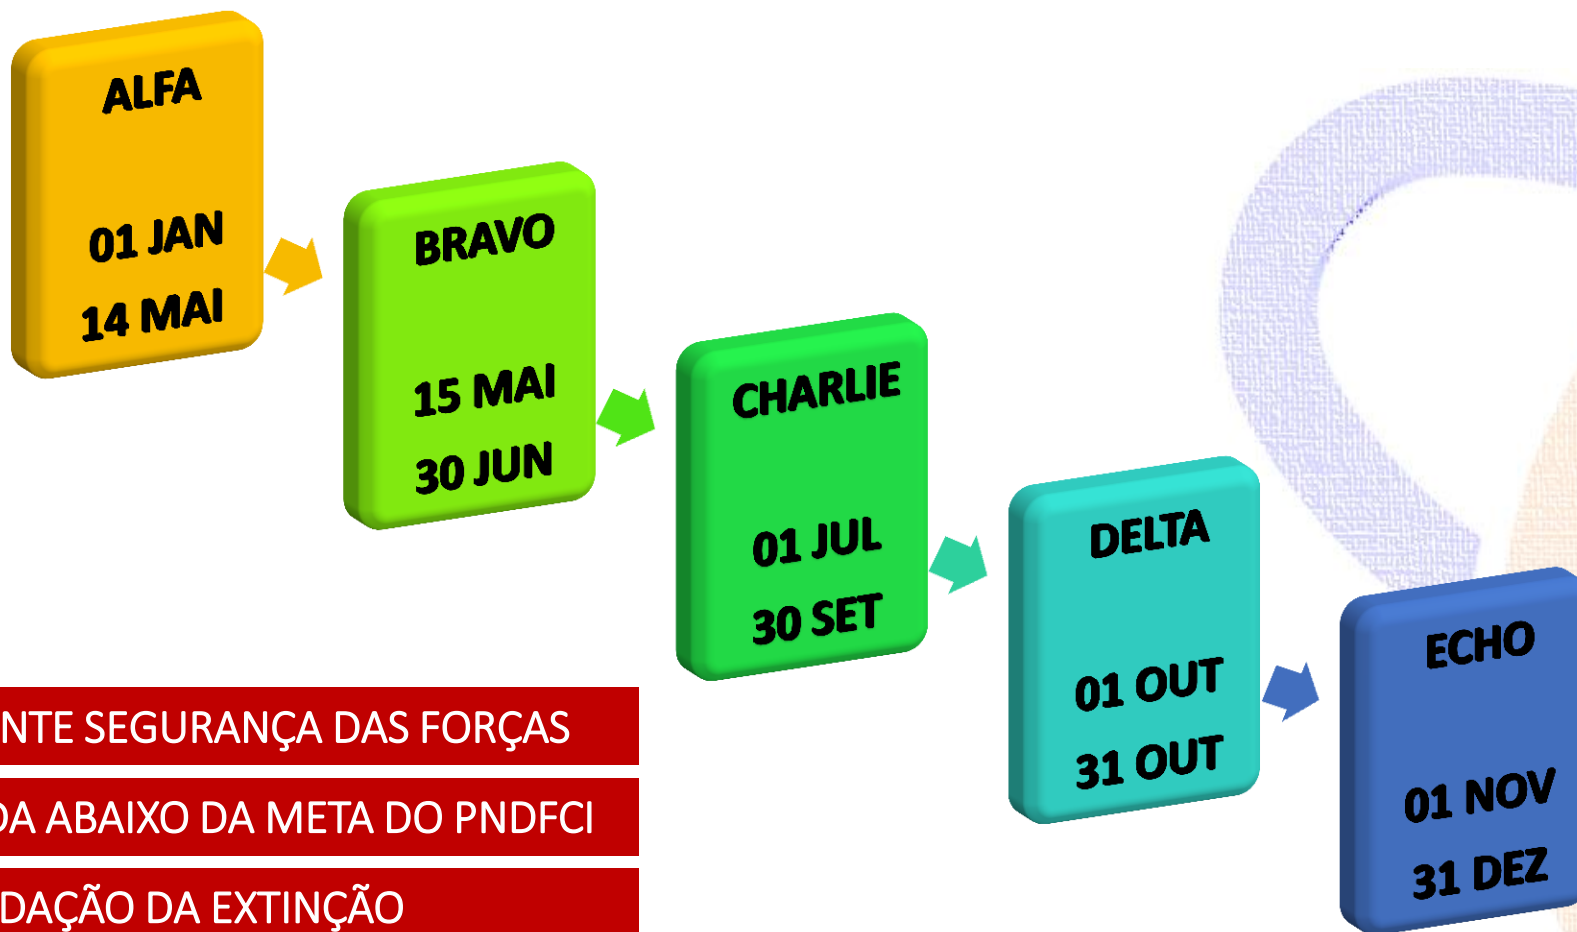 ALFA
01 JAN
14 MAI
BRAVO
15 MAI
30 JUN
CHARLIE
01 JUL
30 SET
DELTA
01 OUT
31 OUT
ECHO
01 NOV
31 DEZ
NTE SEGURANÇA DAS FORÇAS
DA ABAIXO DA META DO PNDFCI
DAÇÃO DA EXTINÇÃO